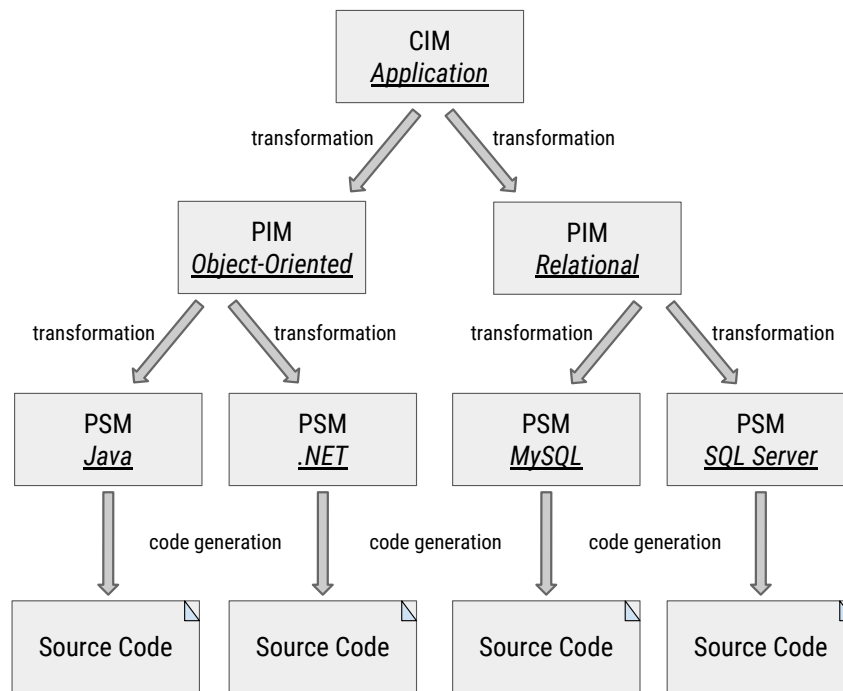 CIM
Application
transformation
transformation
PIM
Object-Oriented
PIM
Relational
transformation
transformation
transformation
transformation
PSM
Java
PSM
.NET
PSM
MySQL
PSM
SQL Server
code generation
code generation
code generation
Source Code
Source Code
Source Code
Source Code